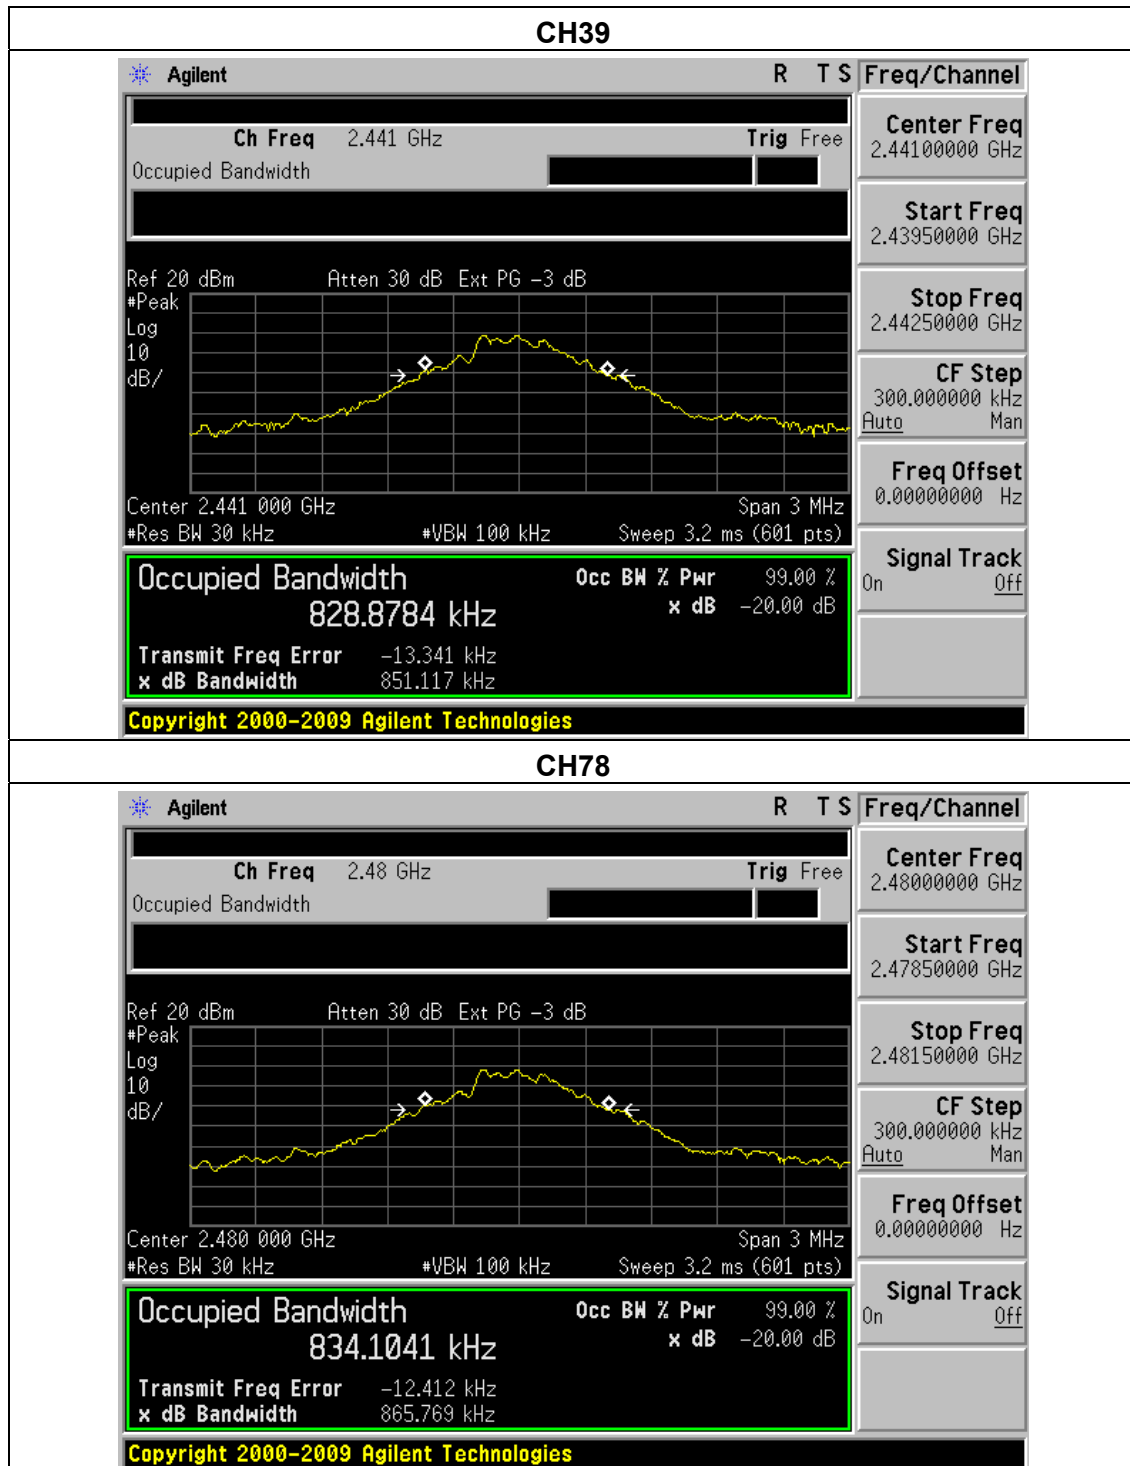 CH39
Agilent R T S Freq/Channel
Ch Freq 2.441 GHz Trig Free
Occupied Bandwidth
Center Freq
2.44100000 GHz
Start Freq
2.43950000 GHz
Stop Freq
2.44250000 GHz
CF Step
300.000000 kHz
Auto Man
Freq Offset
0.00000000 Hz
Signal Track
On Off
Ref 20 dBm Atten 30 dB Ext PG -3 dB
#Peak
Log
10
dB/
Center 2.441 000 GHz Span 3 MHz
#Res BW 30 kHz #VBW 100 kHz Sweep 3.2 ms (601 pts)
Occupied Bandwidth Occ BW % Pwr 99.00 %
828.8784 kHz x dB -20.00 dB
Transmit Freq Error -13.341 kHz
x dB Bandwidth 851.117 kHz
Copyright 2000-2009 Agilent Technologies
CH78
Agilent R T S Freq/Channel
Ch Freq 2.48 GHz Trig Free
Occupied Bandwidth
Center Freq
2.48000000 GHz
Start Freq
2.47850000 GHz
Stop Freq
2.48150000 GHz
CF Step
300.000000 kHz
Auto Man
Freq Offset
0.00000000 Hz
Signal Track
On Off
Ref 20 dBm Atten 30 dB Ext PG -3 dB
#Peak
Log
10
dB/
Center 2.480 000 GHz Span 3 MHz
#Res BW 30 kHz #VBW 100 kHz Sweep 3.2 ms (601 pts)
Occupied Bandwidth Occ BW % Pwr 99.00 %
834.1041 kHz x dB -20.00 dB
Transmit Freq Error -12.412 kHz
x dB Bandwidth 865.769 kHz
Copyright 2000-2009 Agilent Technologies